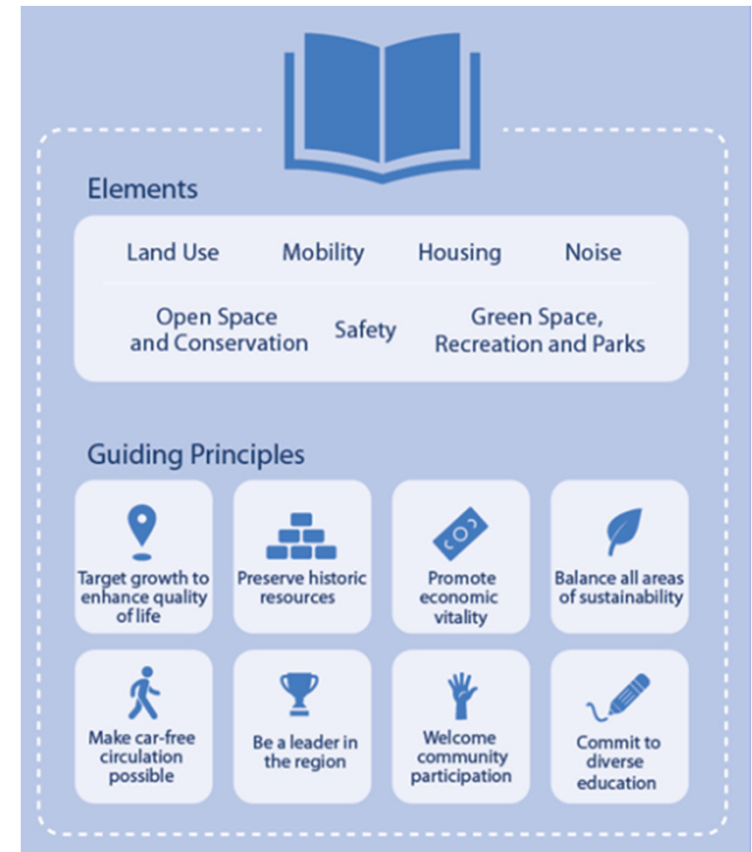 Elements
Land Use Mobility Housing Noise
Open Space
and Conservation
Safety
Green Space,
Recreation and Parks
Guiding Principles
Target growth to
enhance quality
of life
Preserve historic
resources
Promote
economic
vitality
Balance all areas
of sustainability
Make car-free
circulation
possible
Be a leader in
the region
Welcome
community
participation
Commit to
diverse
education